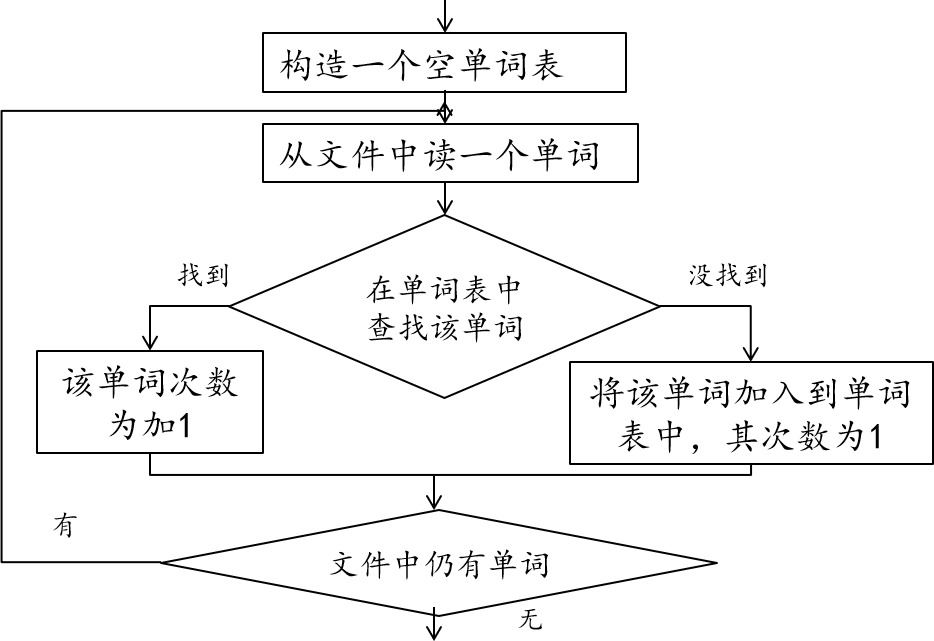 构造一个空单词表
从文件中读一个单词
找到
没找到
在单词表中
查找该单词
该单词次数
为加1
将该单词加入到单词
表中，其次数为1
有
文件中仍有单词
无